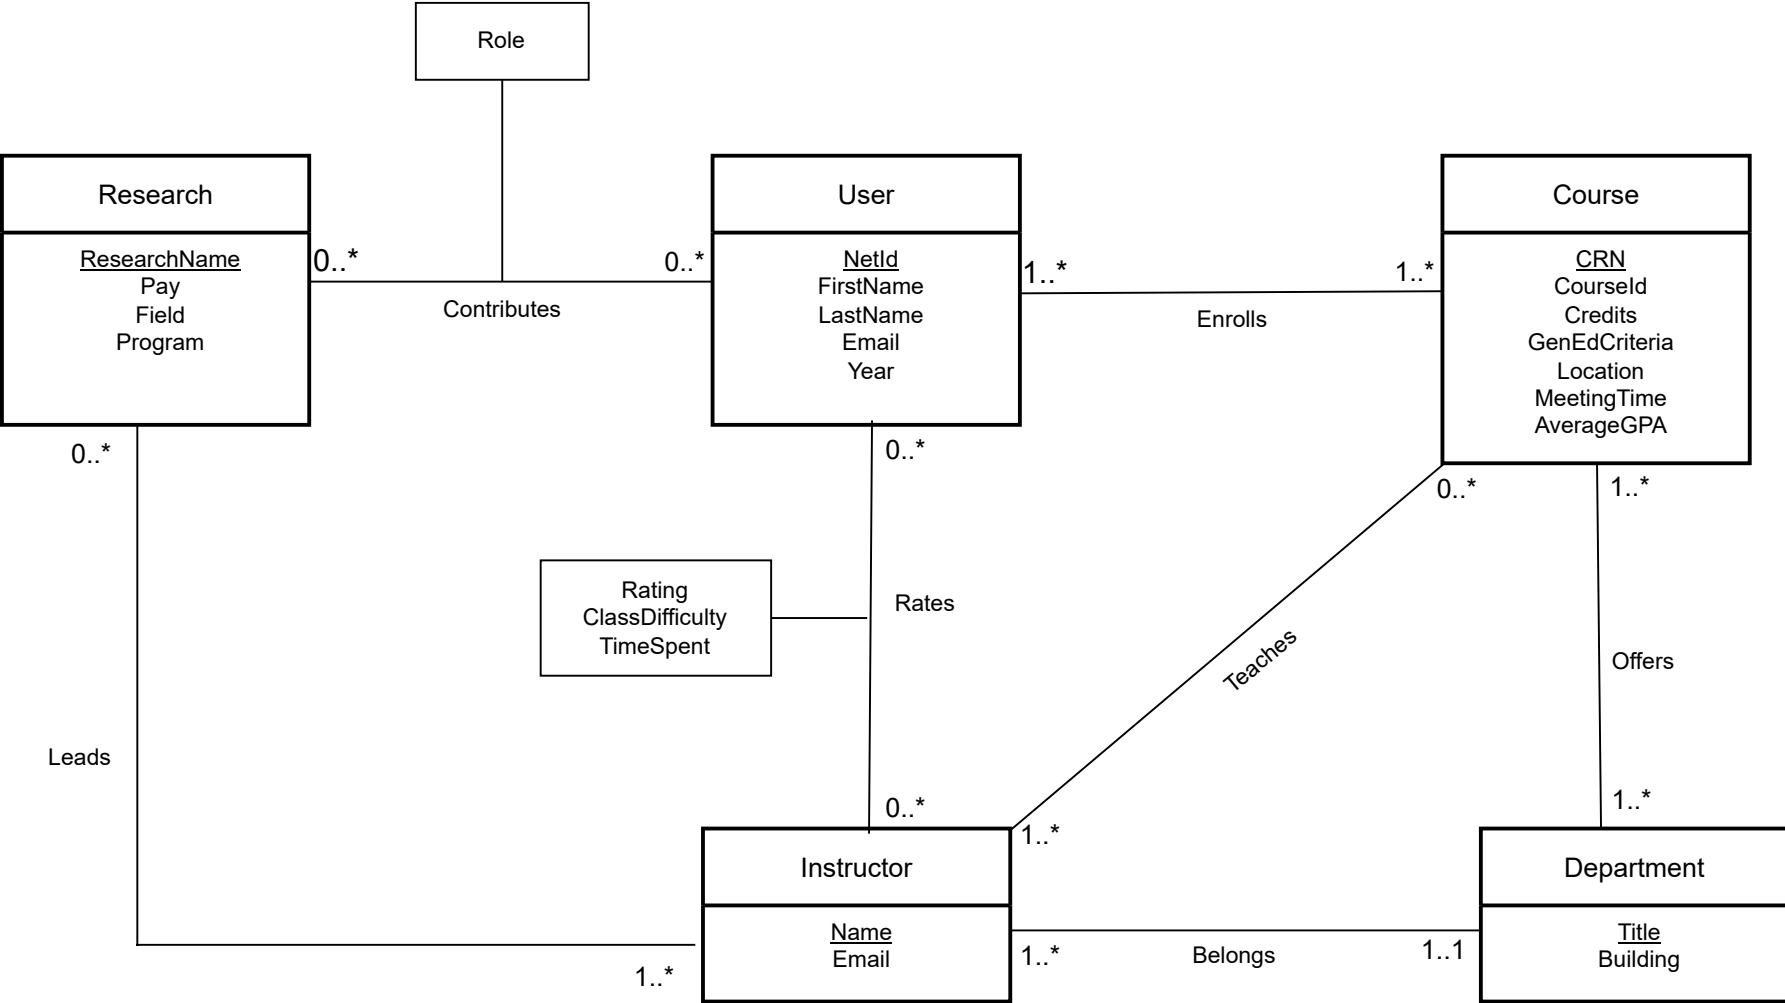 Role
Research
ResearchName
Pay
Field
Program
0..*
Contributes
0..*
User
NetId
FirstName
LastName
Email
Year
1..*
Enrolls
1..*
Course
CRN
CourseId
Credits
GenEdCriteria
Location
MeetingTime
AverageGPA
0..*
0..*
0..*
1..*
Rating
ClassDifficulty
TimeSpent
Rates
Teaches
Offers
Leads
0..*
1..*
1..*
Instructor
Name
Email
Department
Title
Building
1..*
1..*
Belongs
1..1